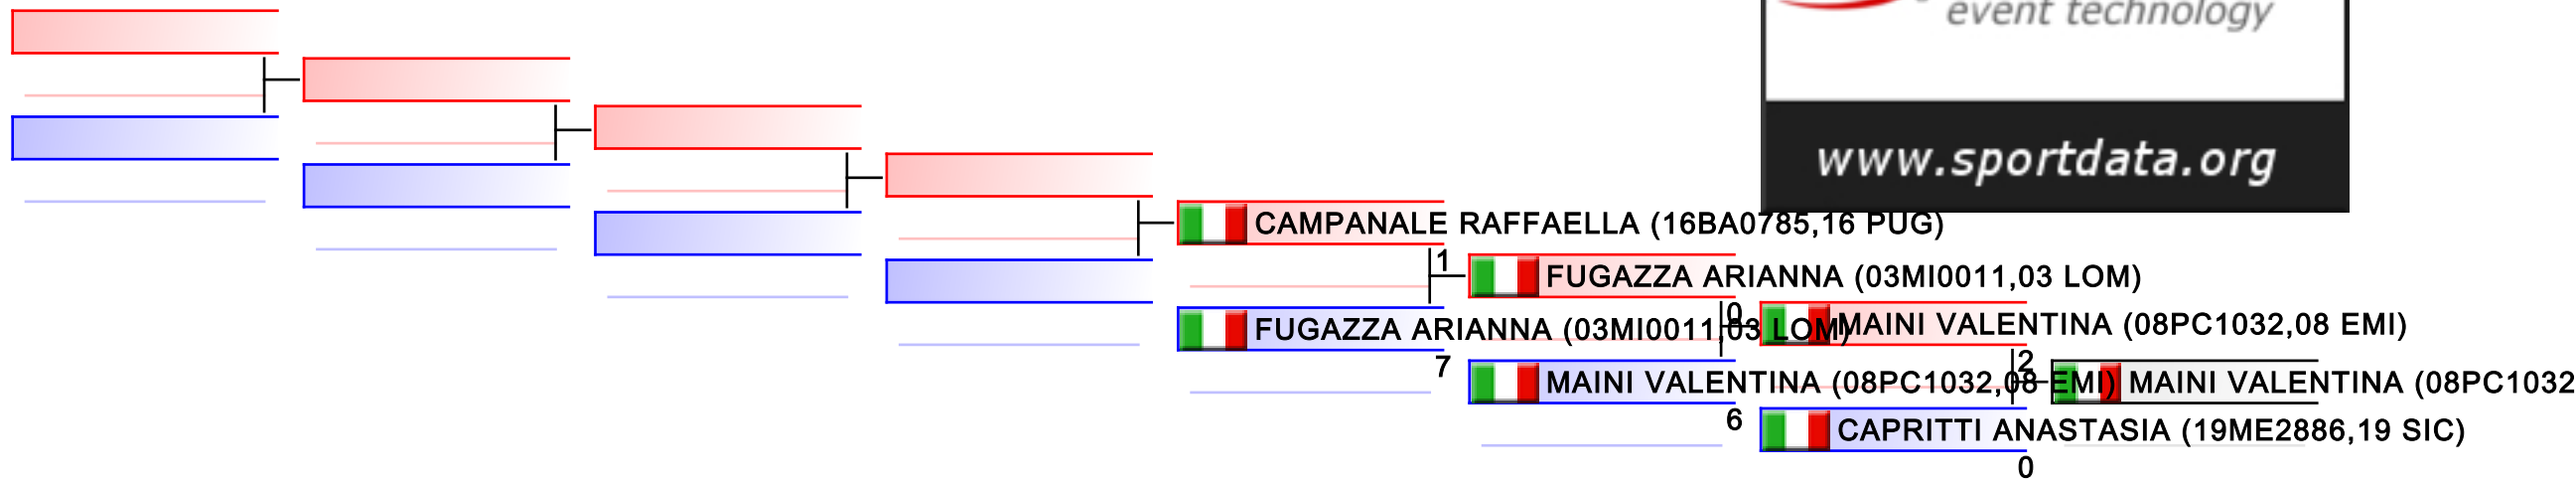 event technology
www.sportdata.org
CAMPANALE RAFFAELLA (16BA0785,16 PUG)
1
FUGAZZA ARIANNA (03MI0011,03 LOM)
0
FUGAZZA ARIANNA (03MI0011,03 LOM)
MAINI VALENTINA (08PC1032,08 EMI)
7
2
MAINI VALENTINA (08PC1032,08 EMI)
MAINI VALENTINA (08PC1032
6
CAPRITTI ANASTASIA (19ME2886,19 SIC)
0